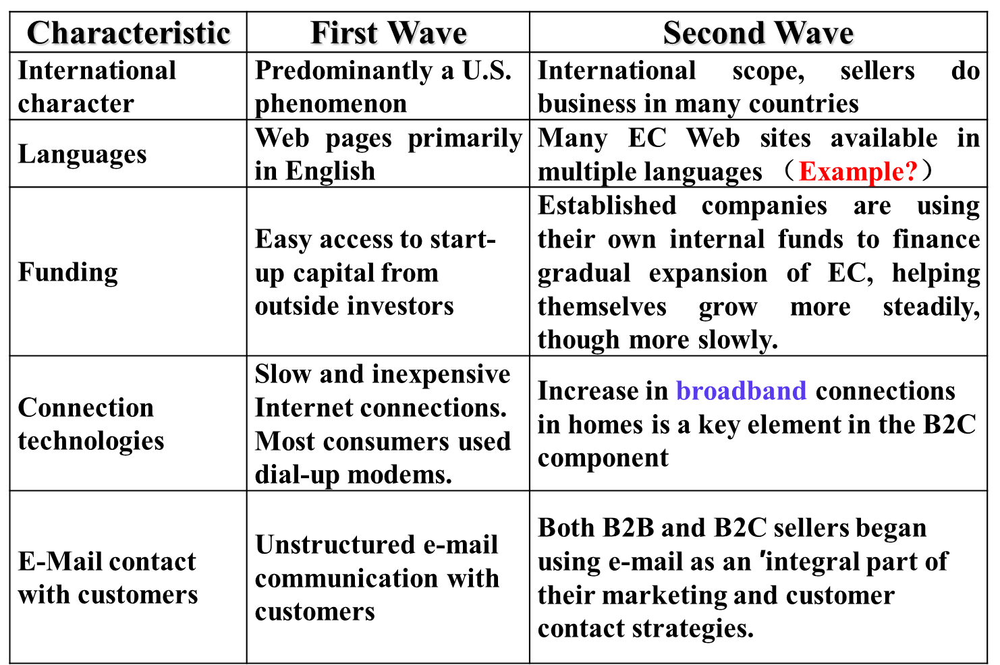 Characteristic
First Wave
Second Wave
International
character
Predominantly a U.S.
phenomenon
International scope, sellers do
business in many countries
Languages
Web pages primarily
in English
Many EC Web sites available in
multiple languages （Example?）
Funding
Easy access to start-
up capital from
outside investors
Established companies are using
their own internal funds to finance
gradual expansion of EC, helping
themselves grow more steadily,
though more slowly.
Connection
technologies
Slow and inexpensive
Internet connections.
Most consumers used
dial-up modems.
Increase in broadband connections
in homes is a key element in the B2C
component
E-Mail contact
with customers
Unstructured e-mail
communication with
customers
Both B2B and B2C sellers began
using e-mail as an ′integral part of
their marketing and customer
contact strategies.